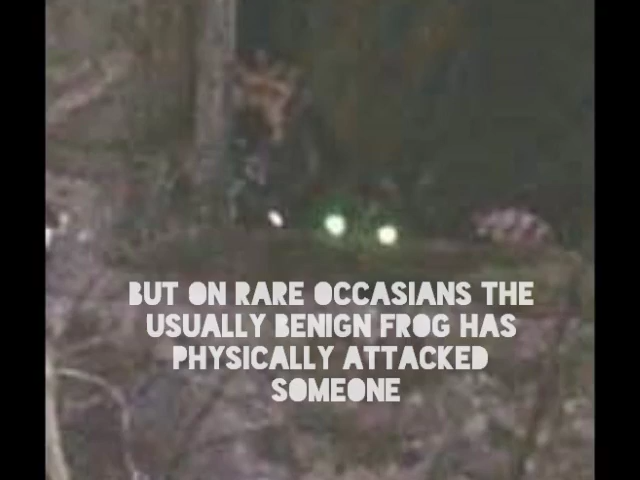 BUT ON RARE OCCASIANS THE
USUALLY BENIGN FROG HAS
PHYSICALLY ATTACKED
SOMEONE